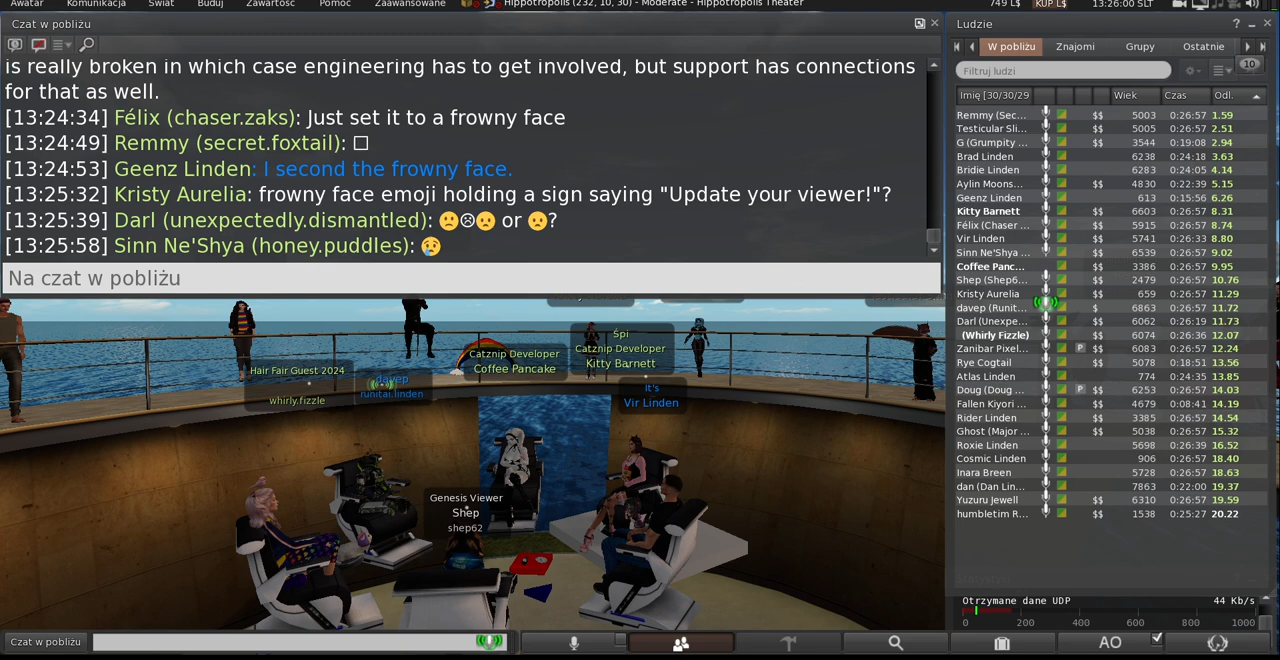 Awatar Komunikacja Świat Buduj Zawartość Pomoc Zaawansowane Hippotropolis (232, 10, 30) - Moderate - Hippotropolis Theater 749 L$ KUP L$ 13:26:00 SLT
Czat w pobliżu
is really broken in which case engineering has to get involved, but support has connections
for that as well.
[13:24:34] Félix (chaser.zaks): Just set it to a frowny face
[13:24:49] Remmy (secret.foxtail): □
[13:24:53] Geenz Linden: I second the frowny face.
[13:25:32] Kristy Aurelia: frowny face emoji holding a sign saying "Update your viewer!"?
[13:25:39] Darl (unexpectedly.dismantled): 🙁☹😦 or 😦?
[13:25:58] Sinn Ne'Shya (honey.puddles): 😢
Na czat w pobliżu
Śpi
Catznip Developer
Kitty Barnett
Catznip Developer
Coffee Pancake
Hair Fair Guest 2024
whirly.fizzle
davep
runitai.linden
It's
Vir Linden
Genesis Viewer
Shep
shep62
Czat w pobliżu
AO
Ludzie
? _ ×
W pobliżu Znajomi Grupy Ostatnie
Filtruj ludzi
10
Imię [30/30/29 Wiek Czas Odl.
Remmy (Sec... $$ 5003 0:26:57 1.59
Testicular Sli... $$ 5005 0:26:57 2.51
G (Grumpity ... $$ 3544 0:19:08 2.94
Brad Linden 6238 0:24:18 3.63
Bridie Linden 6283 0:24:05 4.14
Aylin Moons... $$ 4830 0:22:39 5.15
Geenz Linden 613 0:15:56 6.26
Kitty Barnett $$ 6603 0:26:57 8.31
Félix (Chaser ... $$ 5915 0:26:57 8.74
Vir Linden $$ 5741 0:26:33 8.80
Sinn Ne'Shya ... $$ 6539 0:26:57 9.02
Coffee Panc... $$ 3386 0:26:57 9.95
Shep (Shep6... $$ 2479 0:26:57 10.76
Kristy Aurelia $$ 659 0:26:57 11.29
davep (Runit... $ 6863 0:26:57 11.72
Darl (Unexpe... $$ 6062 0:26:19 11.73
(Whirly Fizzle) $$ 6074 0:26:36 12.07
Zanibar Pixel... P $$ 6083 0:26:57 12.24
Rye Cogtail $$ 5078 0:18:51 13.56
Atlas Linden 774 0:24:35 13.85
Doug (Doug ... P $$ 6253 0:26:57 14.03
Fallen Kiyori ... $$ 4679 0:08:41 14.19
Rider Linden $$ 3385 0:26:57 14.54
Ghost (Major ... $$ 5038 0:26:57 15.32
Roxie Linden 5698 0:26:39 16.52
Cosmic Linden 906 0:26:57 18.40
Inara Breen 5728 0:26:57 18.63
dan (Dan Lin... 7863 0:22:00 19.37
Yuzuru Jewell $$ 6310 0:26:57 19.59
humbletim R... $$ 1538 0:25:27 20.22
Otrzymane dane UDP 44 Kb/s
0 200 400 600 800 1000